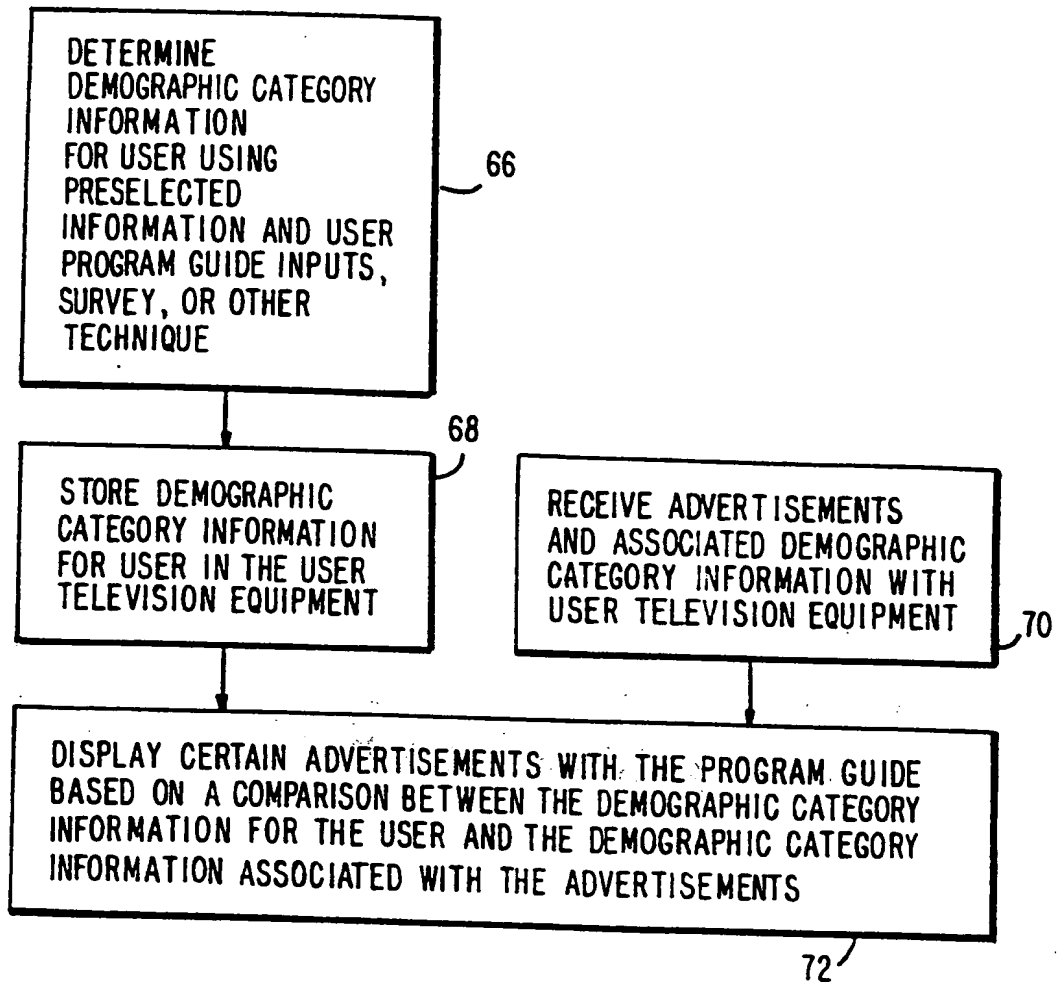 DETERMINE
DEMOGRAPHIC CATEGORY
INFORMATION
FOR USER USING
PRESELECTED
INFORMATION AND USER
PROGRAM GUIDE INPUTS,
SURVEY, OR OTHER
TECHNIQUE
66
68
STORE DEMOGRAPHIC
CATEGORY INFORMATION
FOR USER IN THE USER
TELEVISION EQUIPMENT
RECEIVE ADVERTISEMENTS
AND ASSOCIATED DEMOGRAPHIC
CATEGORY INFORMATION WITH
USER TELEVISION EQUIPMENT
70
DISPLAY CERTAIN ADVERTISEMENTS WITH THE PROGRAM GUIDE
BASED ON A COMPARISON BETWEEN THE DEMOGRAPHIC CATEGORY
INFORMATION FOR THE USER AND THE DEMOGRAPHIC CATEGORY
INFORMATION ASSOCIATED WITH THE ADVERTISEMENTS
72